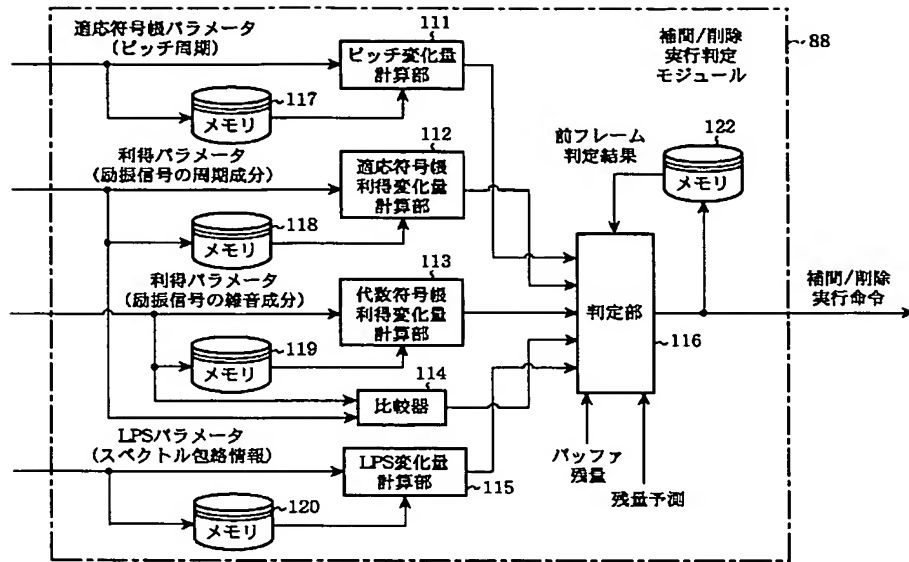 適応符号帳パラメータ
(ピッチ周期)
111
ピッチ変化量
計算部
補間/削除
実行判定
モジュール
88
117
メモリ
利得パラメータ
(励振信号の周期成分)
112
適応符号帳
利得変化量
計算部
前フレーム
判定結果
122
メモリ
118
メモリ
利得パラメータ
(励振信号の雑音成分)
113
代数符号帳
利得変化量
計算部
判定部
116
補間/削除
実行命令
119
メモリ
114
比較器
LPSパラメータ
(スペクトル包絡情報)
LPS変化量
計算部
115
バッファ
残量
残量予測
120
メモリ